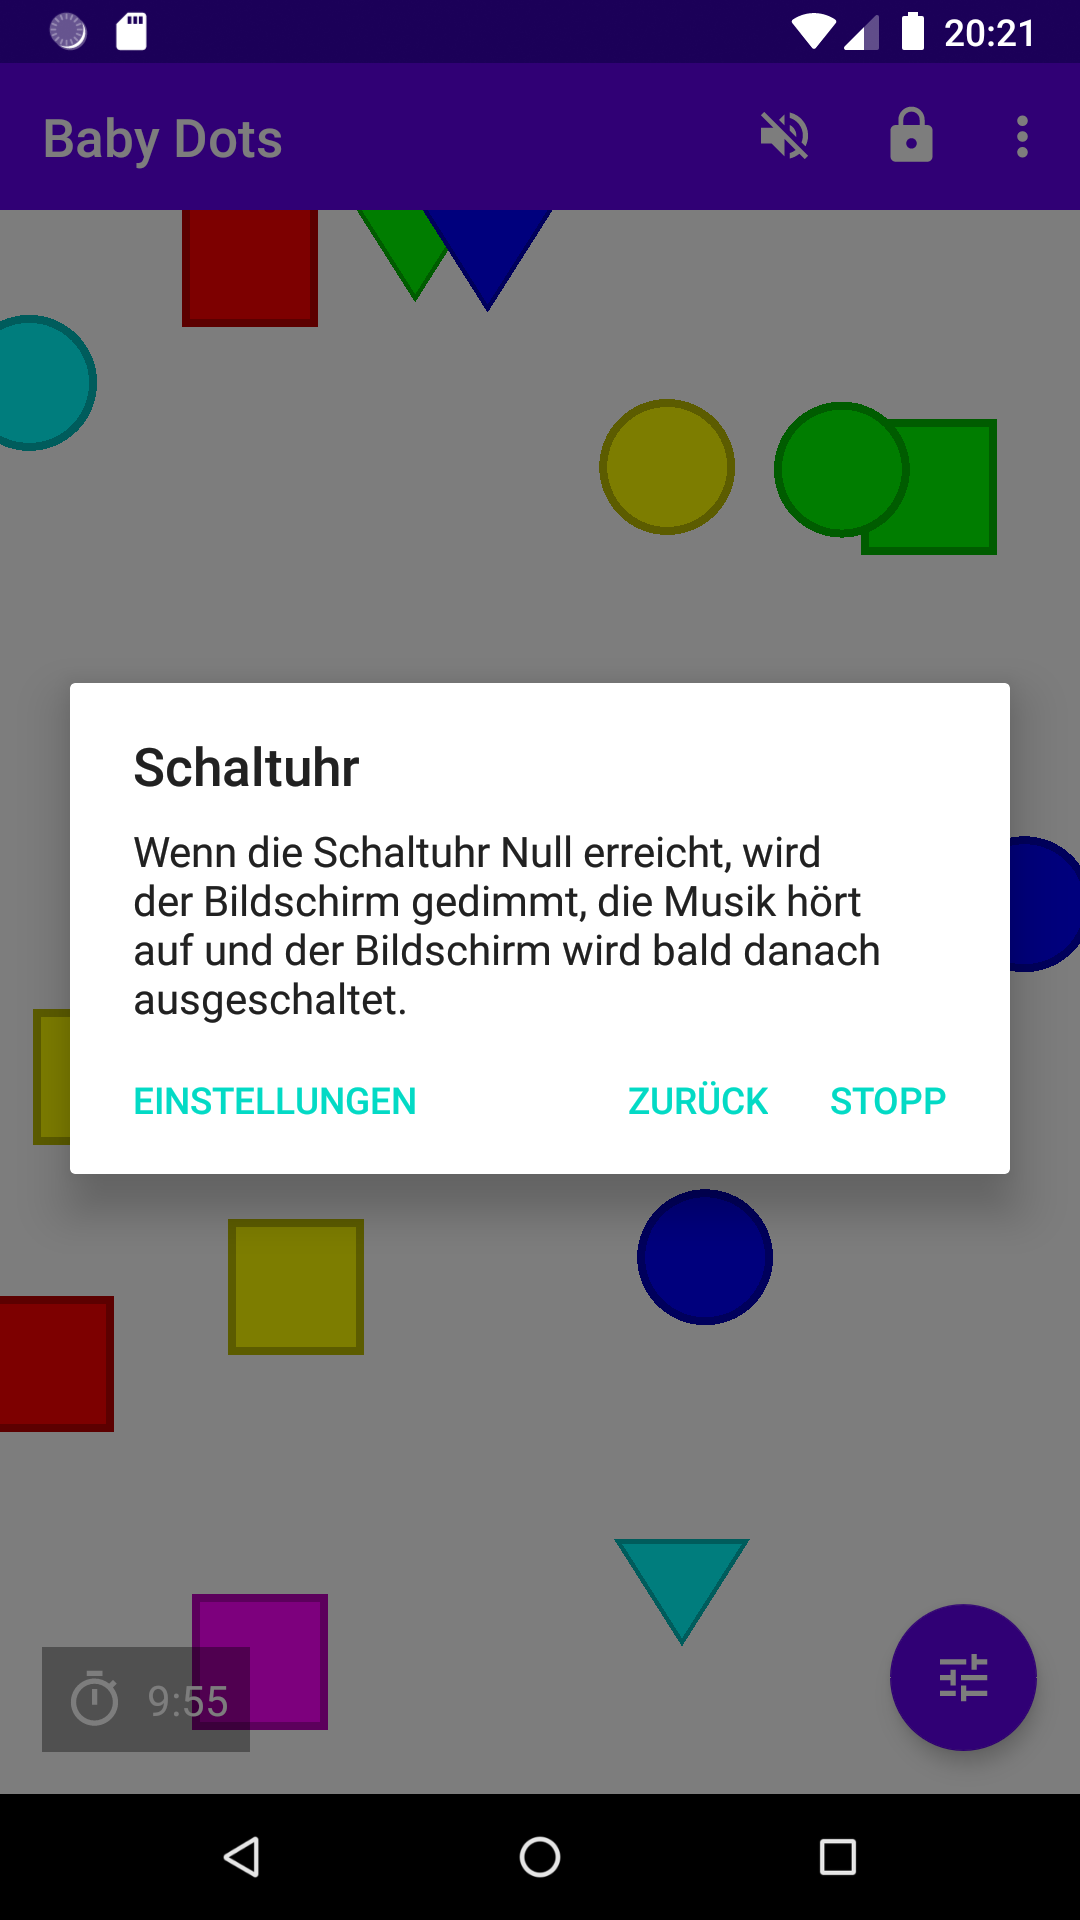 20:21
Baby Dots
Schaltuhr
Wenn die Schaltuhr Null erreicht, wird
der Bildschirm gedimmt, die Musik hört
auf und der Bildschirm wird bald danach
ausgeschaltet.
EINSTELLUNGEN ZURÜCK STOPP
9:55